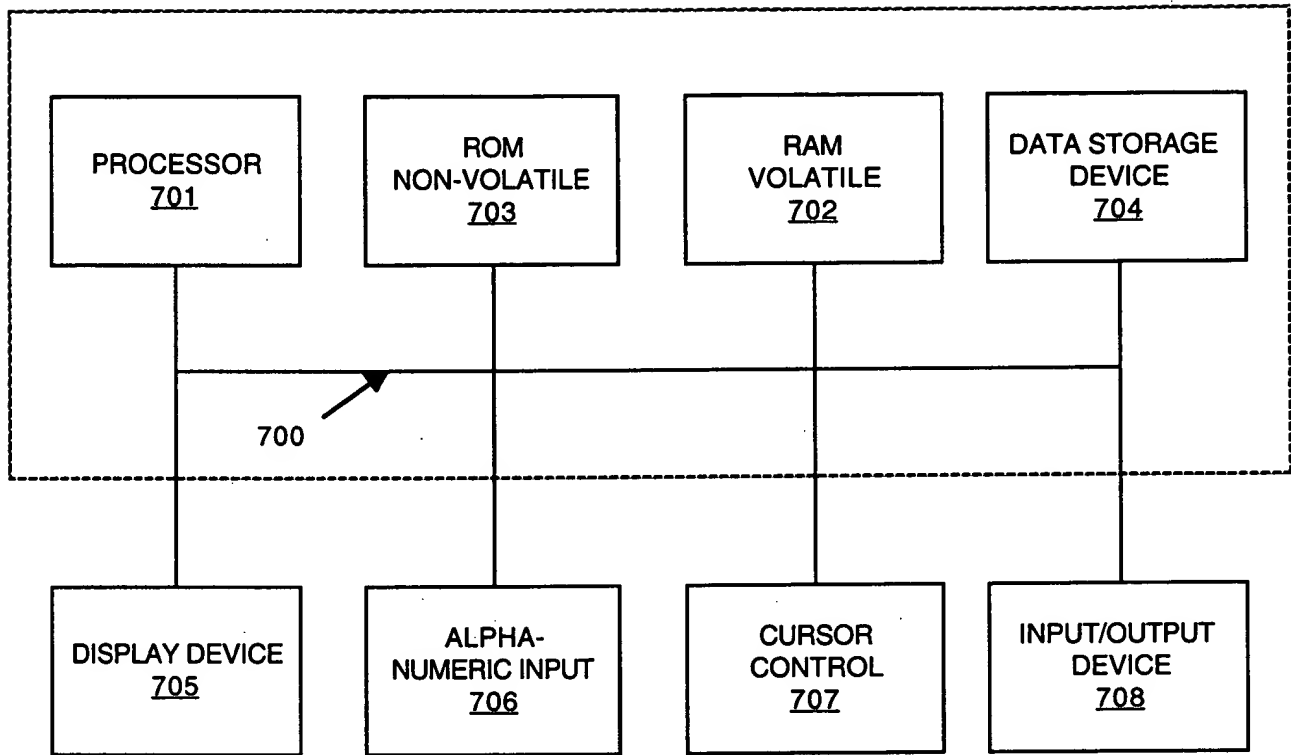 PROCESSOR
701
ROM
NON-VOLATILE
703
RAM
VOLATILE
702
DATA STORAGE
DEVICE
704
700
DISPLAY DEVICE
705
ALPHA-
NUMERIC INPUT
706
CURSOR
CONTROL
707
INPUT/OUTPUT
DEVICE
708